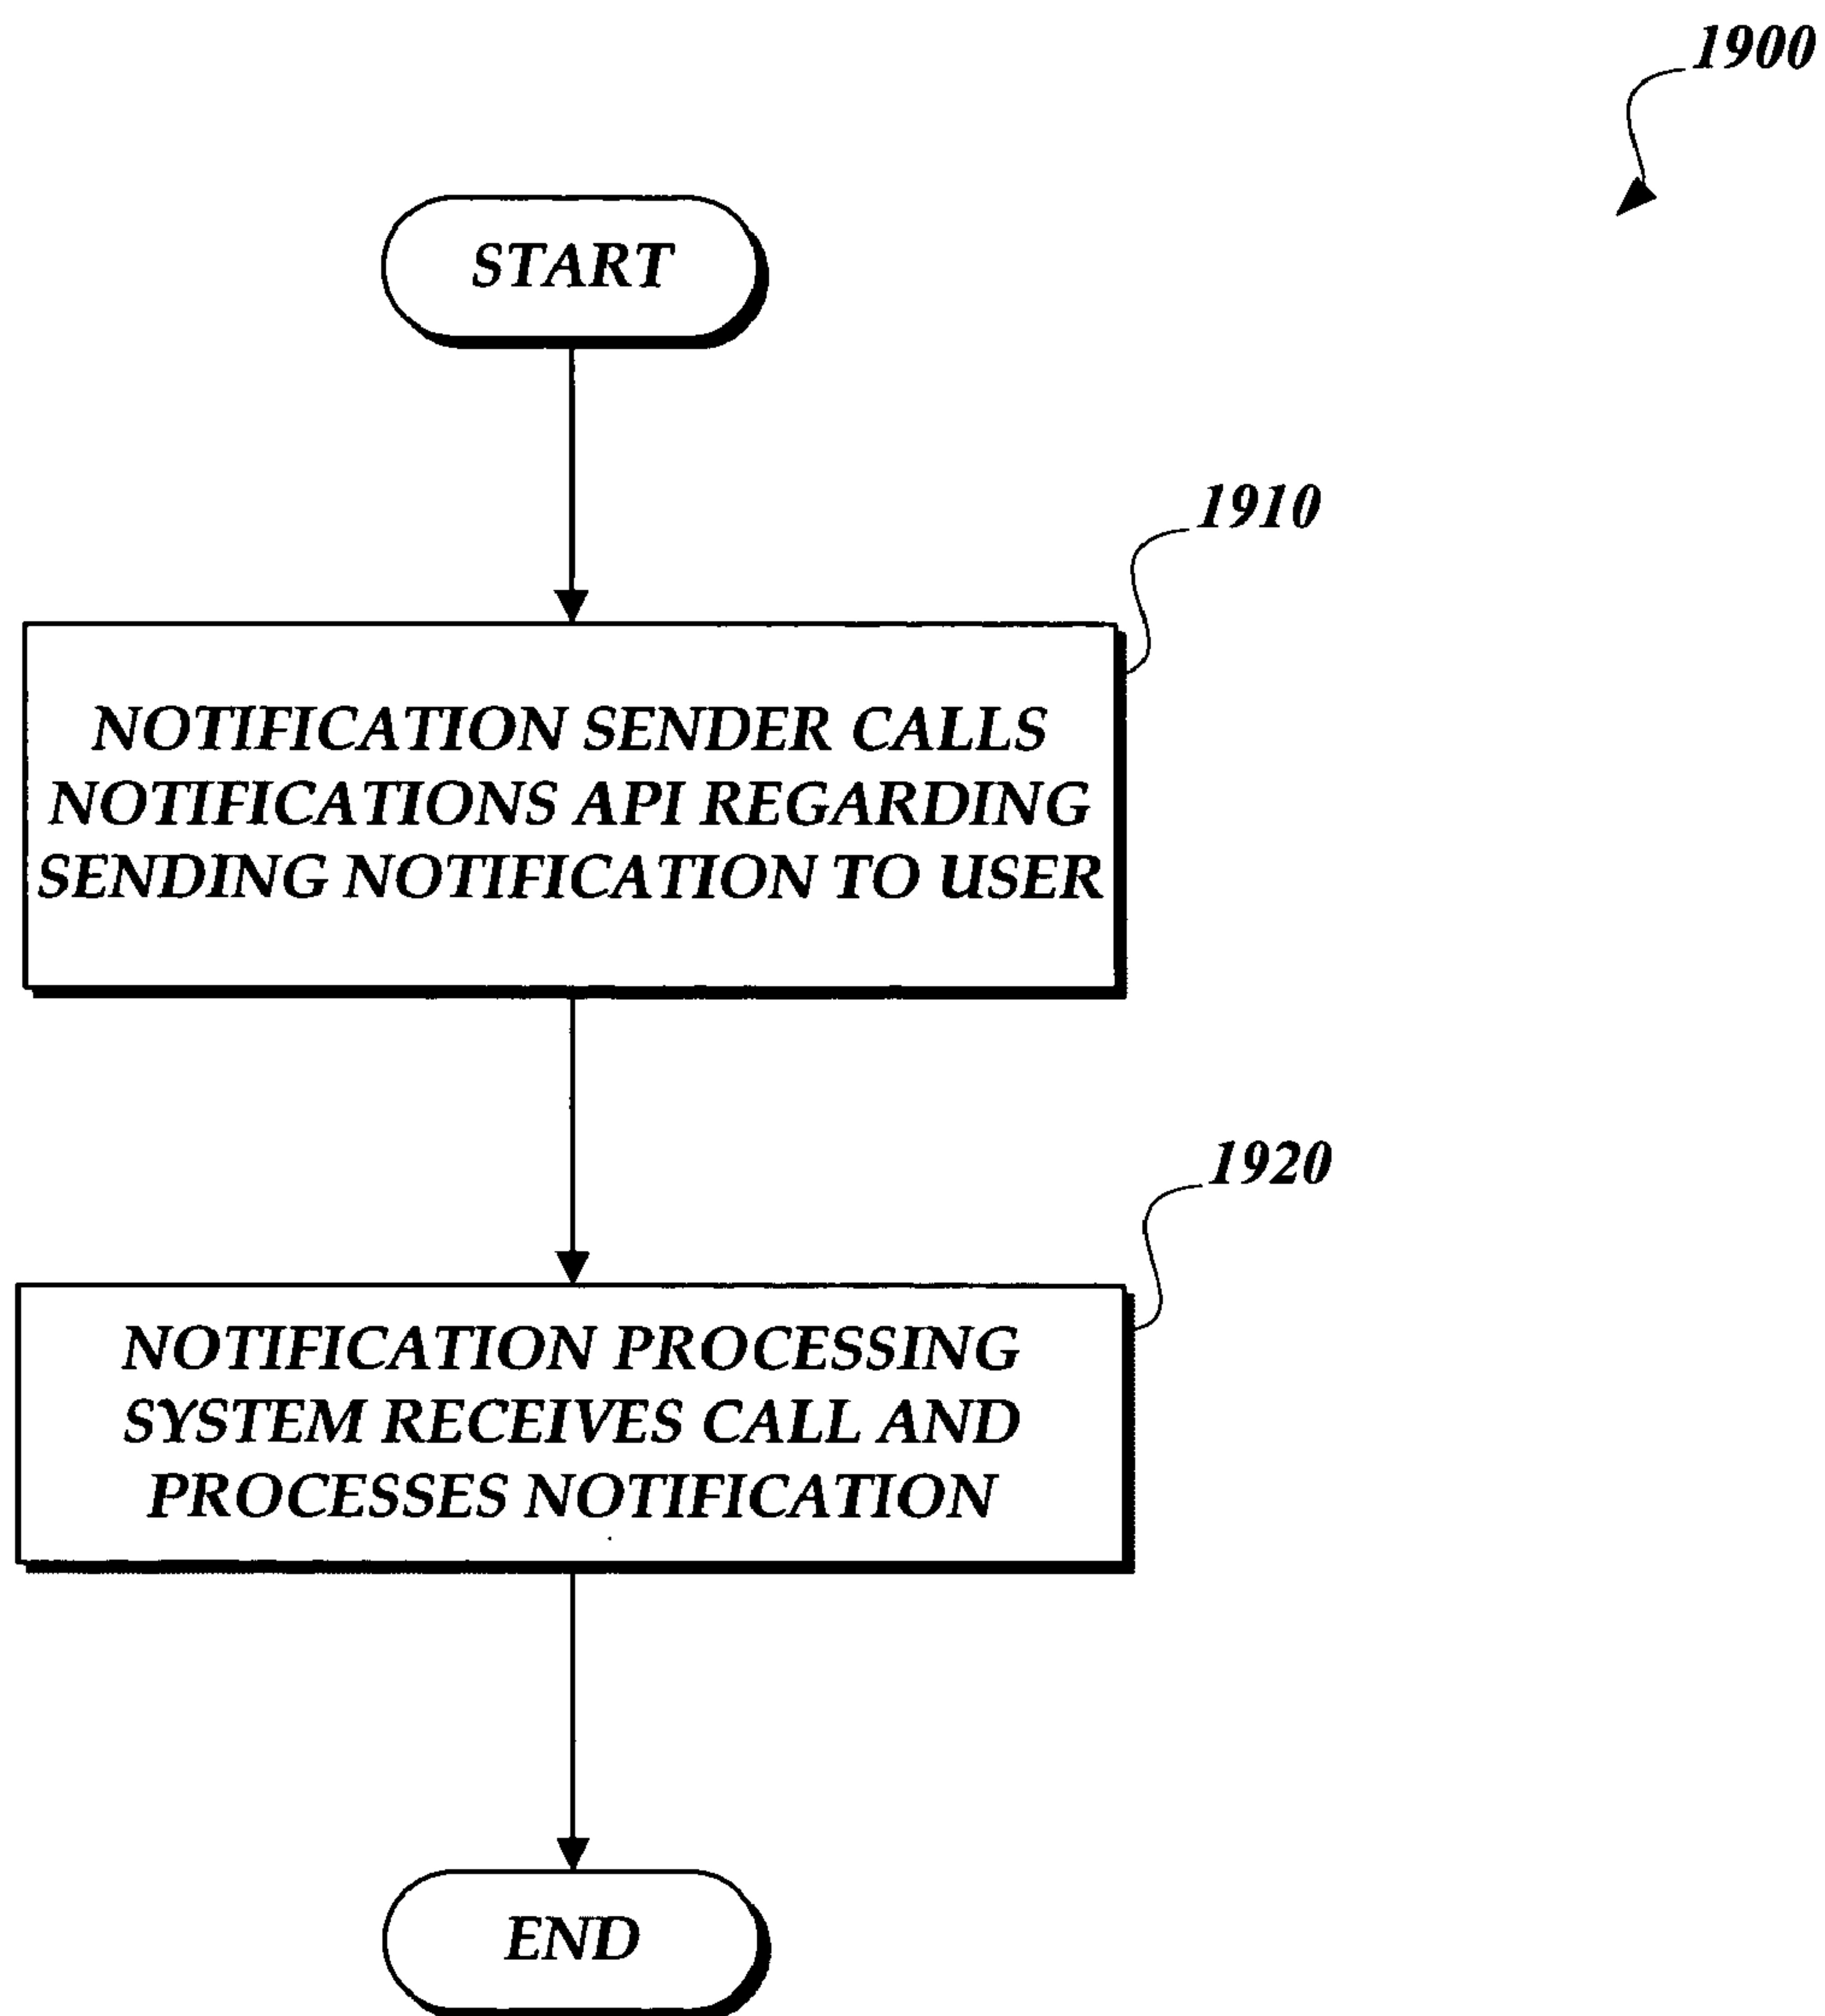 1900
START
1910
NOTIFICATION SENDER CALLS
NOTIFICATIONS API REGARDING
SENDING NOTIFICATION TO USER
1920
NOTIFICATION PROCESSING
SYSTEM RECEIVES CALL AND
PROCESSES NOTIFICATION
END